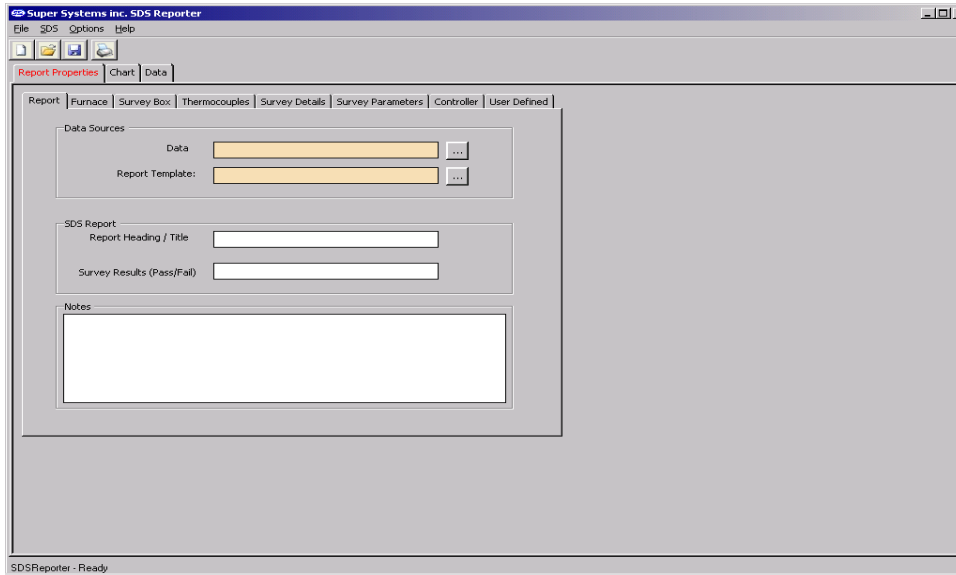 Super Systems inc. SDS Reporter
File SDS Options Help
Report Properties Chart Data
Report Furnace Survey Box Thermocouples Survey Details Survey Parameters Controller User Defined
Data Sources
Data ...
Report Template: ...
SDS Report
Report Heading / Title
Survey Results (Pass/Fail)
Notes
SDSReporter - Ready